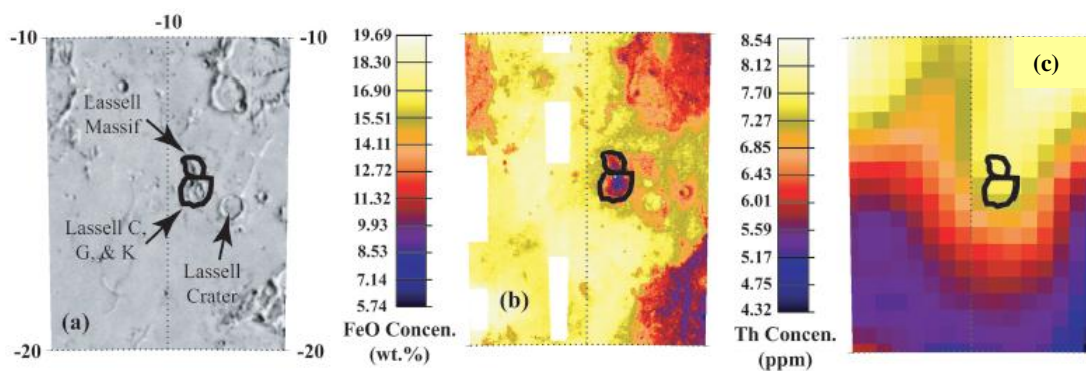 -10
-10
-10
Lassell
Massif
Lassell C,
G, & K
Lassell
Crater
(a)
-20
-20
19.69
18.30
16.90
15.51
14.11
12.72
11.32
9.93
8.53
7.14
5.74
FeO Concen.
(wt.%)
(b)
8.54
8.12
7.70
7.27
6.85
6.43
6.01
5.59
5.17
4.75
4.32
Th Concen.
(ppm)
(c)